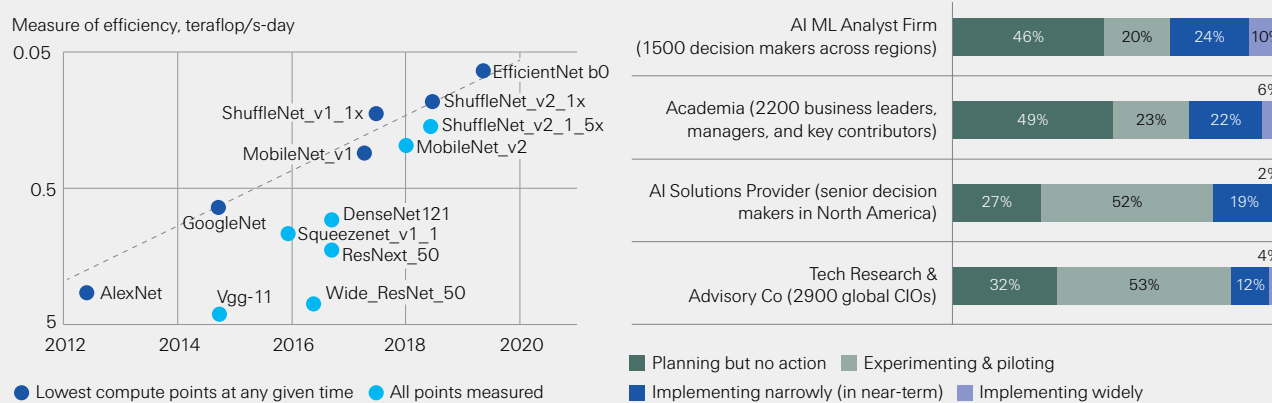 Measure of efficiency, teraflop/s-day
0.05
EfficientNet b0
ShuffleNet_v2_1x
ShuffleNet_v1_1x
ShuffleNet_v2_1_5x
MobileNet_v2
MobileNet_v1
0.5
DenseNet121
GoogleNet
Squeezenet_v1_1
ResNext_50
AlexNet
Vgg-11
Wide_ResNet_50
5
2012 2014 2016 2018 2020
Lowest compute points at any given time
All points measured
AI ML Analyst Firm
(1500 decision makers across regions)
46% 20% 24% 10%
Academia (2200 business leaders,
managers, and key contributors)
49% 23% 22% 6%
AI Solutions Provider (senior decision
makers in North America)
27% 52% 19% 2%
Tech Research &
Advisory Co (2900 global CIOs)
32% 53% 12% 4%
Planning but no action
Experimenting & piloting
Implementing narrowly (in near-term)
Implementing widely